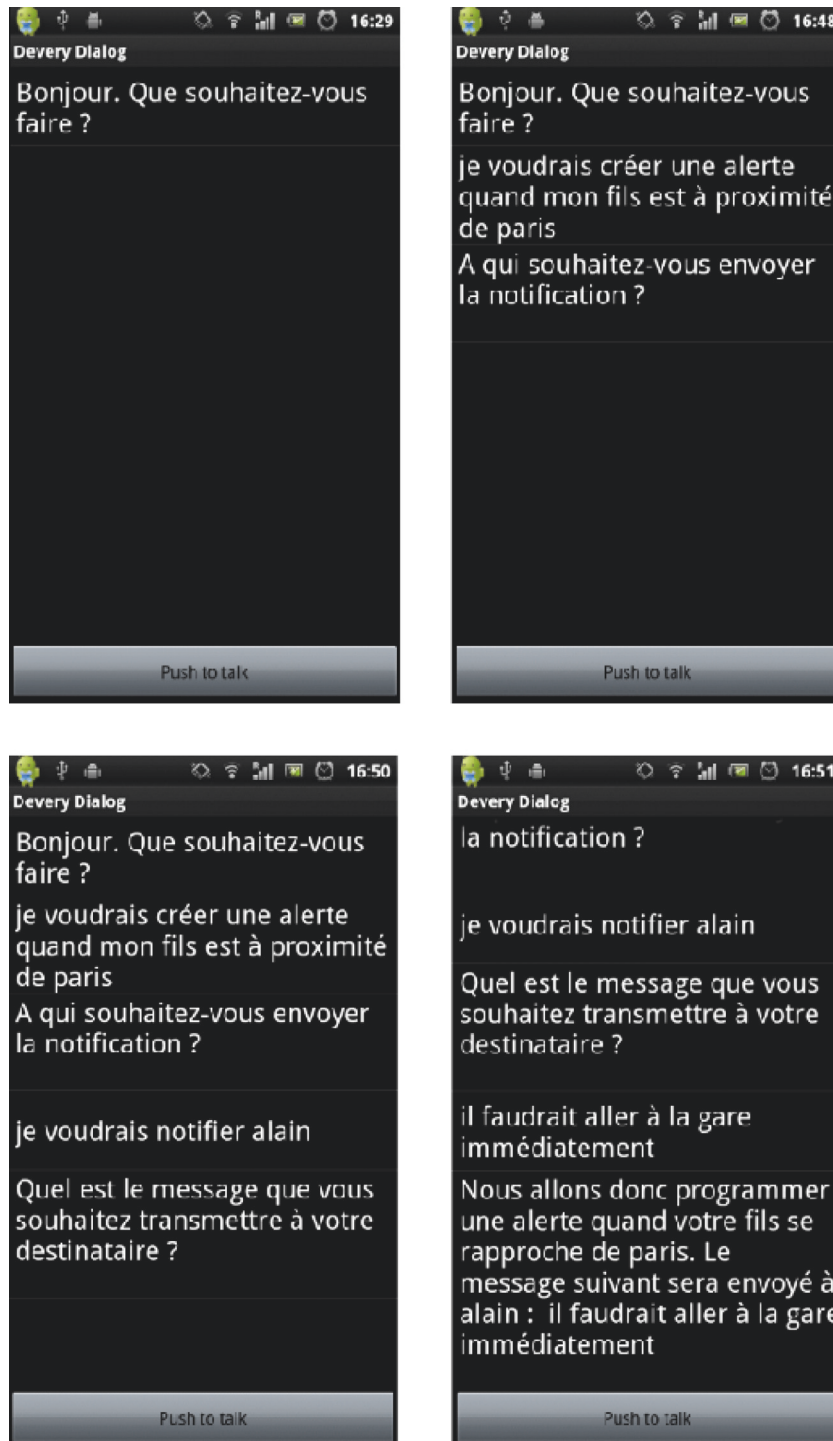 16:29
Devery Dialog
Bonjour. Que souhaitez-vous
faire ?
Push to talk
16:48
Devery Dialog
Bonjour. Que souhaitez-vous
faire ?
je voudrais créer une alerte
quand mon fils est à proximité
de paris
A qui souhaitez-vous envoyer
la notification ?
Push to talk
16:50
Devery Dialog
Bonjour. Que souhaitez-vous
faire ?
je voudrais créer une alerte
quand mon fils est à proximité
de paris
A qui souhaitez-vous envoyer
la notification ?
je voudrais notifier alain
Quel est le message que vous
souhaitez transmettre à votre
destinataire ?
Push to talk
16:51
Devery Dialog
la notification ?
je voudrais notifier alain
Quel est le message que vous
souhaitez transmettre à votre
destinataire ?
il faudrait aller à la gare
immédiatement
Nous allons donc programmer
une alerte quand votre fils se
rapproche de paris. Le
message suivant sera envoyé à
alain : il faudrait aller à la gare
immédiatement
Push to talk